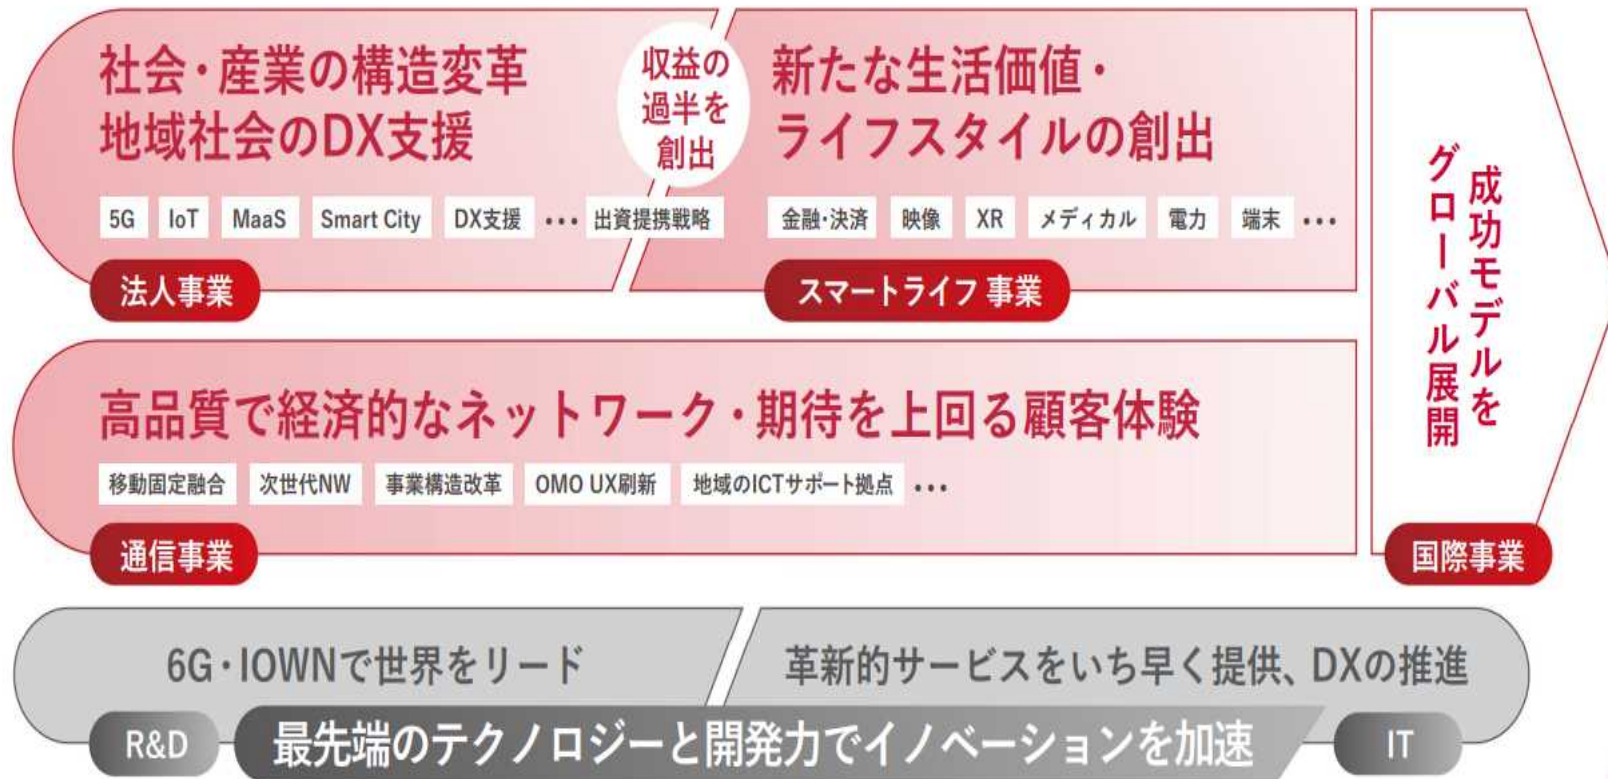 社会・産業の構造変革
地域社会のDX支援
5G IoT MaaS Smart City DX支援 ••• 出資提携戦略
法人事業
収益の
過半を
創出
新たな生活価値・
ライフスタイルの創出
金融・決済 映像 XR メディカル 電力 端末 •••
スマートライフ 事業
高品質で経済的なネットワーク・期待を上回る顧客体験
移動固定融合 次世代NW 事業構造改革 OMO UX刷新 地域のICTサポート拠点 •••
通信事業
成功モデルを
グローバル展開
国際事業
6G・IOWNで世界をリード
革新的サービスをいち早く提供、DXの推進
R&D
最先端のテクノロジーと開発力でイノベーションを加速
IT